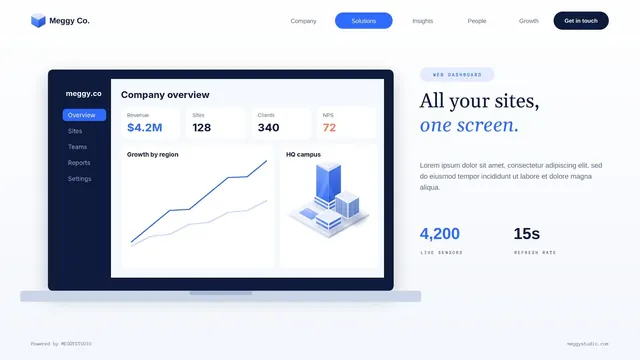 Meggy Co.
Company
Solutions
Insights
People
Growth
Get in touch
meggy.co
Overview
Sites
Teams
Reports
Settings
Company overview
Revenue
$4.2M
Sites
128
Clients
340
NPS
72
Growth by region
HQ campus
WEB DASHBOARD
All your sites,
one screen.
Lorem ipsum dolor sit amet, consectetur adipiscing elit, sed
do eiusmod tempor incididunt ut labore et dolore magna
aliqua.
4,200
LIVE SENSORS
15s
REFRESH RATE
Powered by MEGGYSTUDIO
meggystudio.com